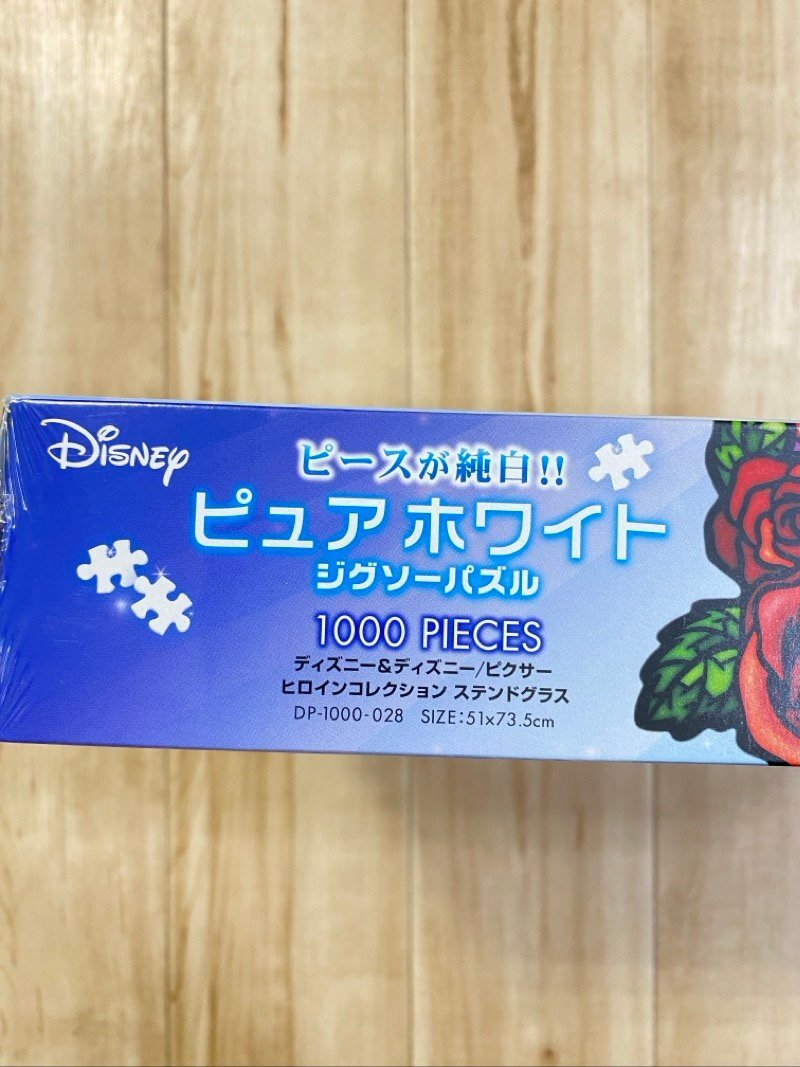 Disney
ピースが純白!!
ピュア ホワイト
ジグソーパズル
1000 PIECES
ディズニー&ディズニー/ピクサー
ヒロインコレクション ステンドグラス
DP-1000-028 SIZE:51x73.5cm